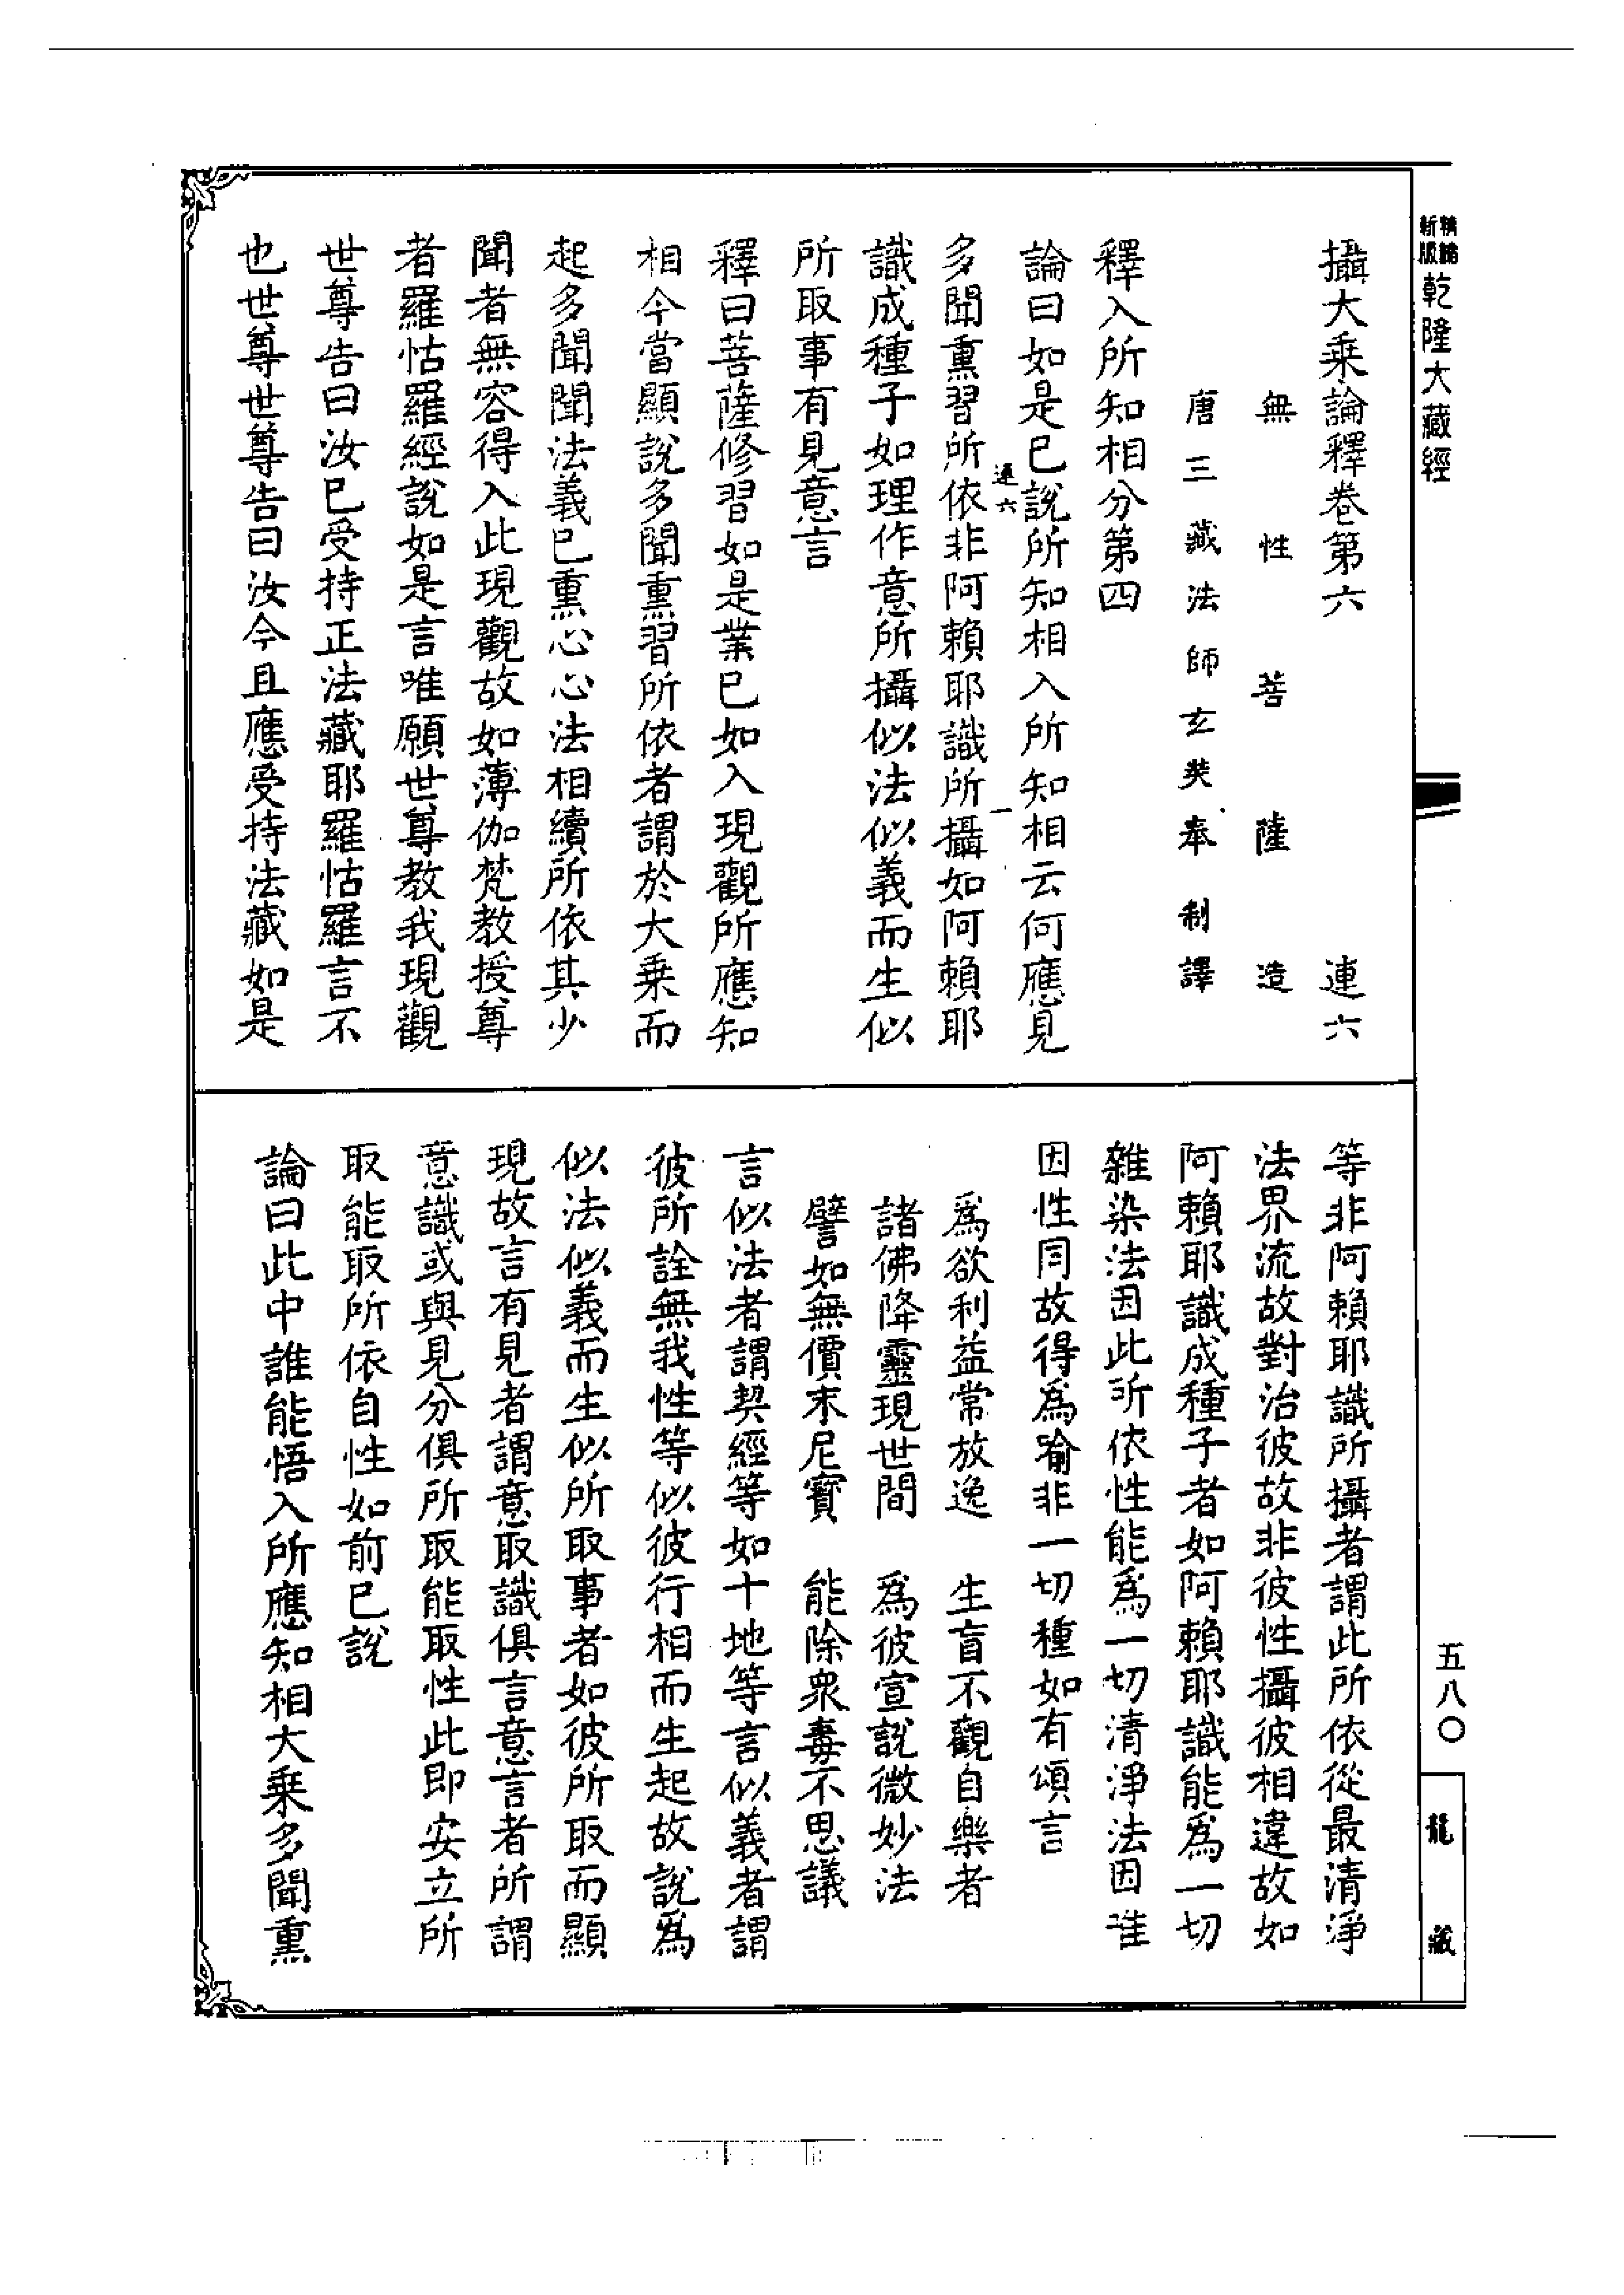 新版 精縮 乾隆大藏經
攝大乘論釋卷第六 連六
無性菩薩造
唐三藏法師玄奘奉制譯
釋入所知相分第四
論曰如是已說所知相入所知相云何應見
連六 一
多聞熏習所依非阿賴耶識所攝如阿賴耶
識成種子如理作意所攝似法似義而生似
所取事有見意言
釋曰菩薩修習如是業已如入現觀所應知
相今當顯說多聞熏習所依者謂於大乘而
起多聞聞法義已熏心心法相續所依其少
聞者無容得入此現觀故如薄伽梵教授尊
者羅怙羅經說如是言唯願世尊教我現觀
世尊告曰汝已受持正法藏耶羅怙羅言不
也世尊世尊告曰汝今且應受持法藏如是
等非阿賴耶識所攝者謂此所依從最清淨
法界流故對治彼故非彼性攝彼相違故如
阿賴耶識成種子者如阿賴耶識能為一切
雜染法因此所依性能為一切清淨法因唯
因性同故得為喻非一切種如有頌言
為欲利益常放逸 生盲不觀自樂者
諸佛降靈現世間 為彼宣說微妙法
譬如無價末尼寶 能除眾毒不思議
言似法者謂契經等如十地等言似義者謂
彼所詮無我性等似彼行相而生起故說為
似法似義而生似所取事者如彼所取而顯
現故言有見者謂意取識俱言意言者所謂
意識或與見分俱所取能取性此即安立所
取能取所依自性如前已說
論曰此中誰能悟入所應知相大乘多聞熏
五八〇
龍藏